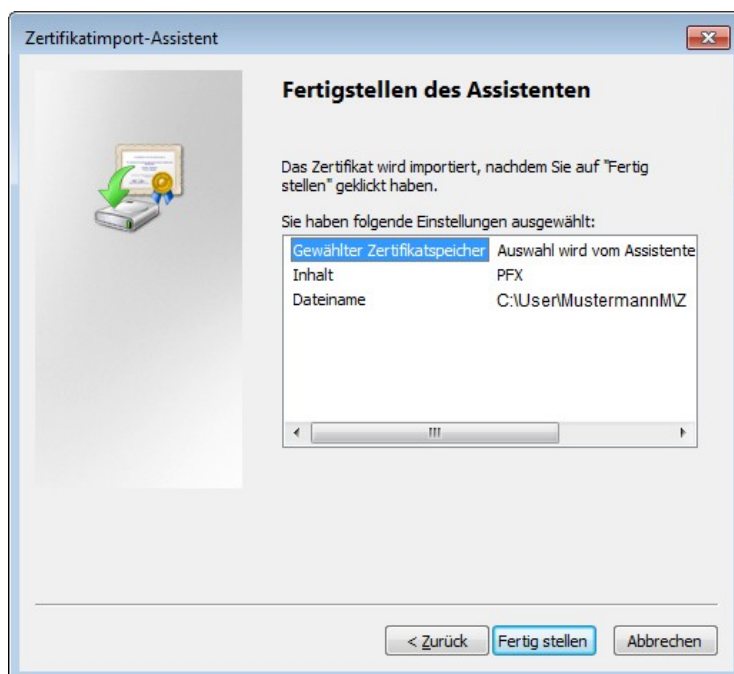 Zertifikatimport-Assistent
Fertigstellen des Assistenten
Das Zertifikat wird importiert, nachdem Sie auf "Fertig
stellen" geklickt haben.
Sie haben folgende Einstellungen ausgewählt:
Gewählter Zertifikatspeicher Auswahl wird vom Assistente
Inhalt PFX
Dateiname C:\User\MustermannM\Z
< Zurück Fertig stellen Abbrechen